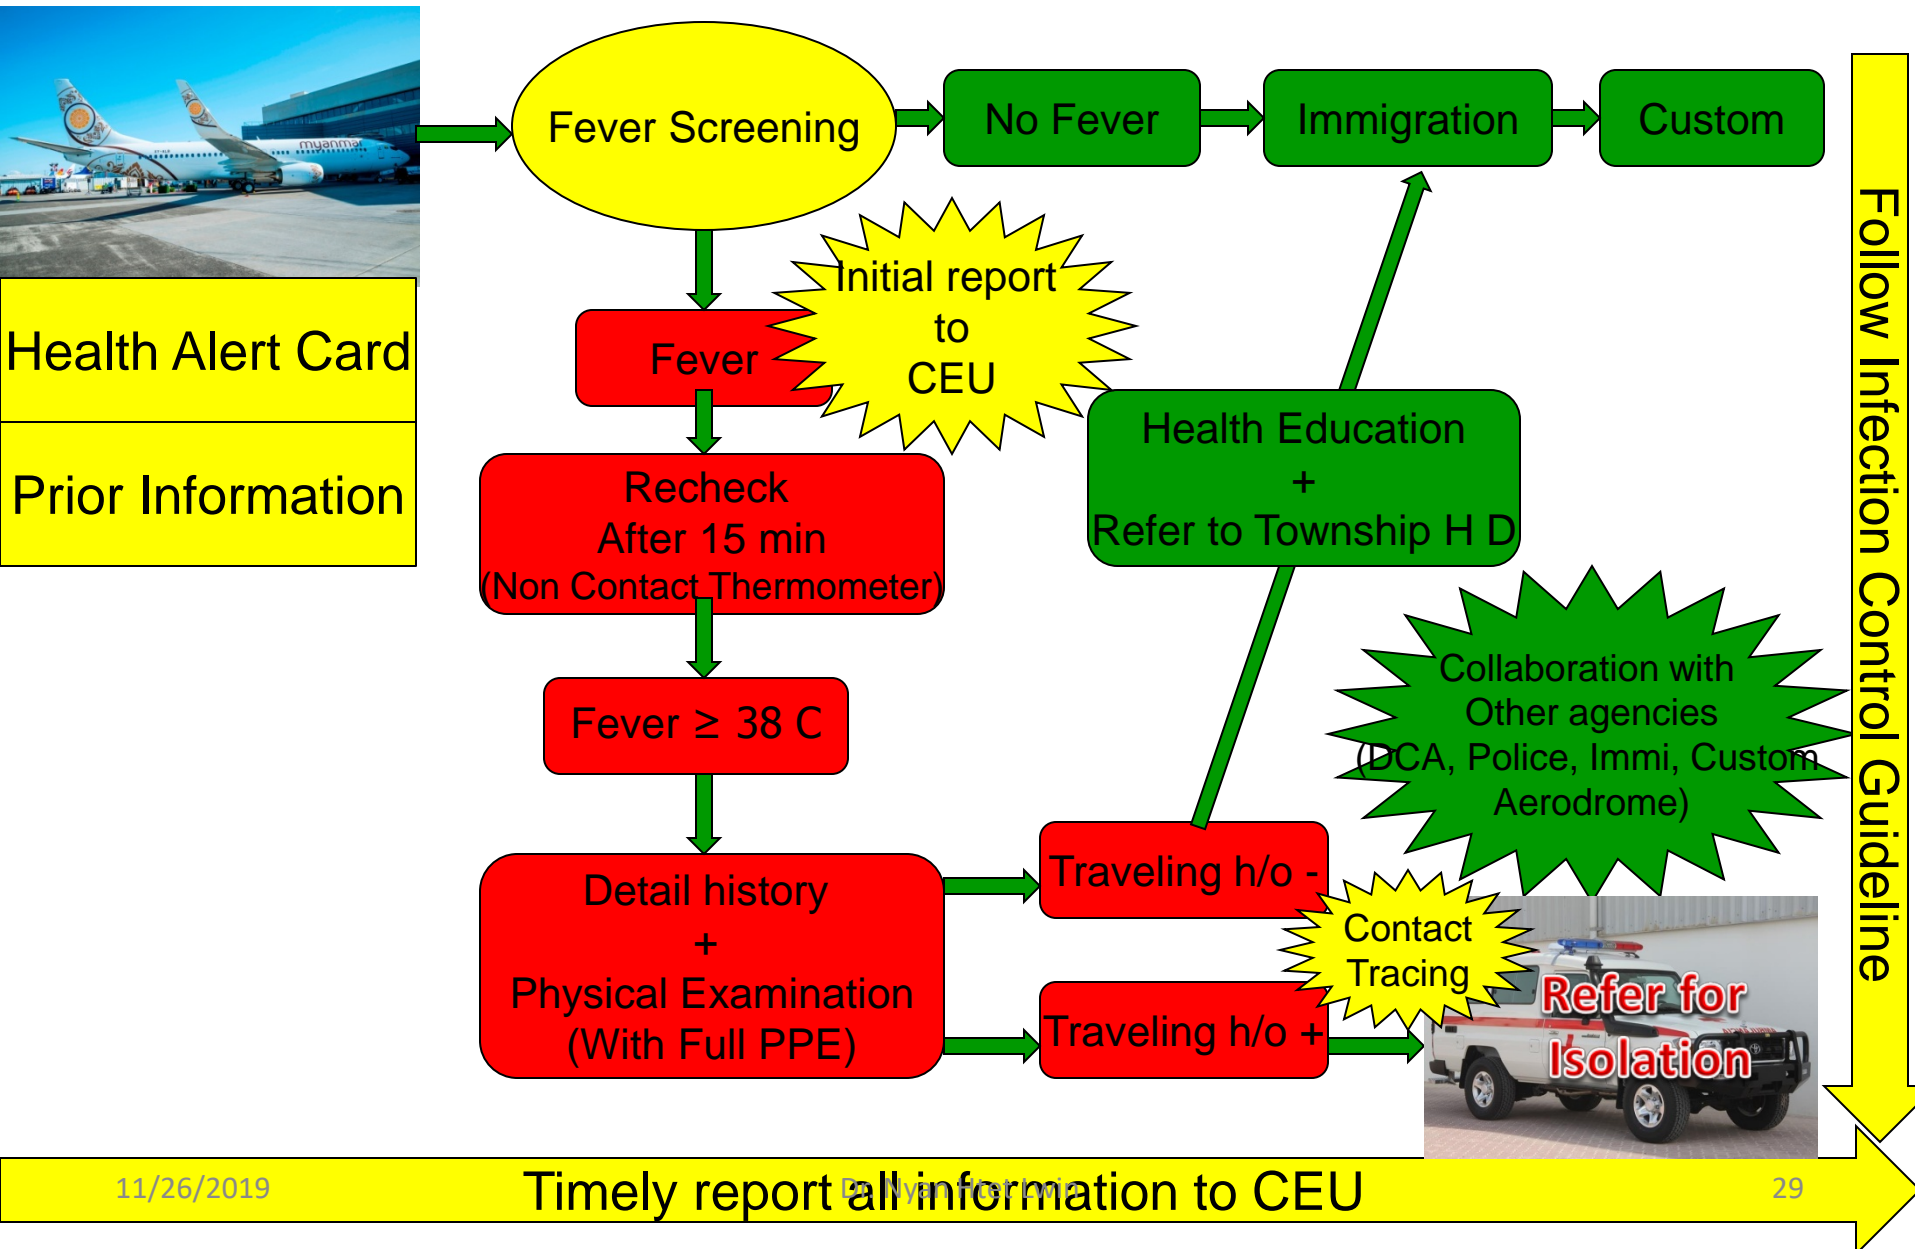 myanmar
Health Alert Card
Prior Information
Fever Screening
No Fever
Immigration
Custom
Initial report
to
CEU
Fever
Recheck
After 15 min
(Non Contact Thermometer)
Fever ≥ 38 C
Detail history
+
Physical Examination
(With Full PPE)
Health Education
+
Refer to Township H D
Traveling h/o -
Traveling h/o +
Contact
Tracing
Collaboration with
Other agencies
(DCA, Police, Immi, Custom
Aerodrome)
Refer for
Isolation
Follow Infection Control Guideline
Timely report all information to CEU
11/26/2019
Dr. Nyan Htet Lwin
29